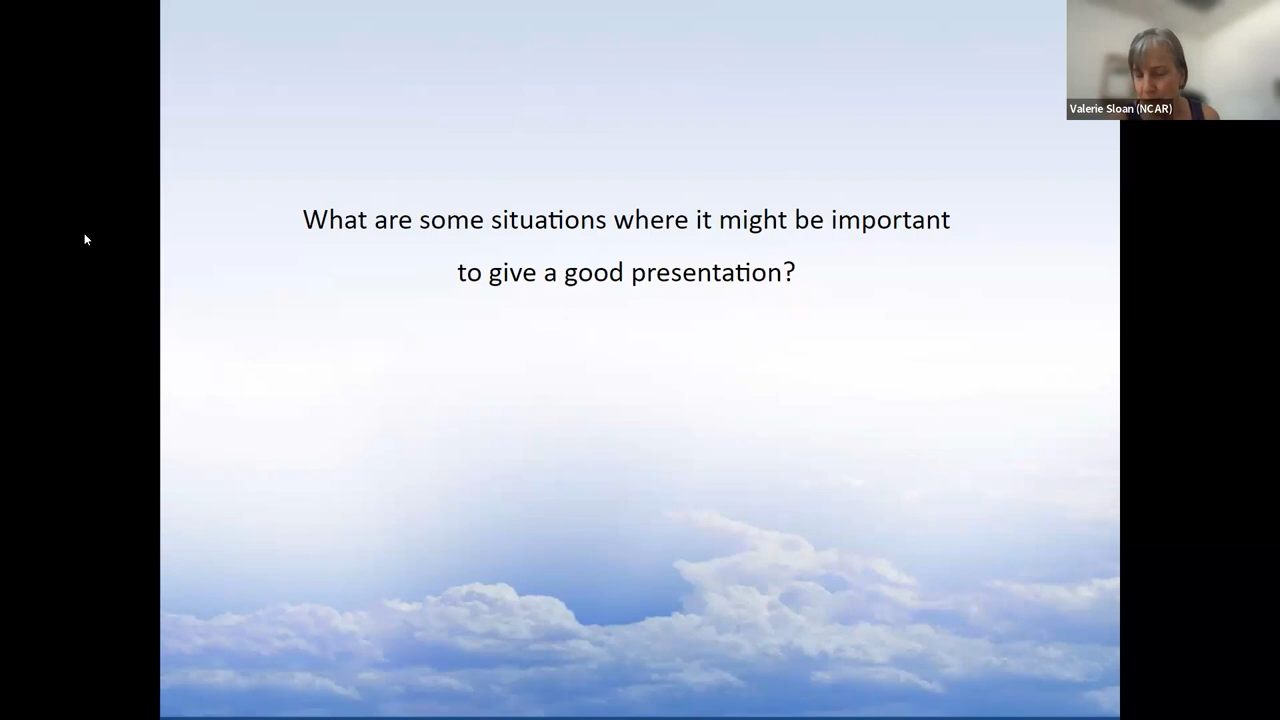 What are some situations where it might be important
to give a good presentation?
Valerie Sloan (NCAR)